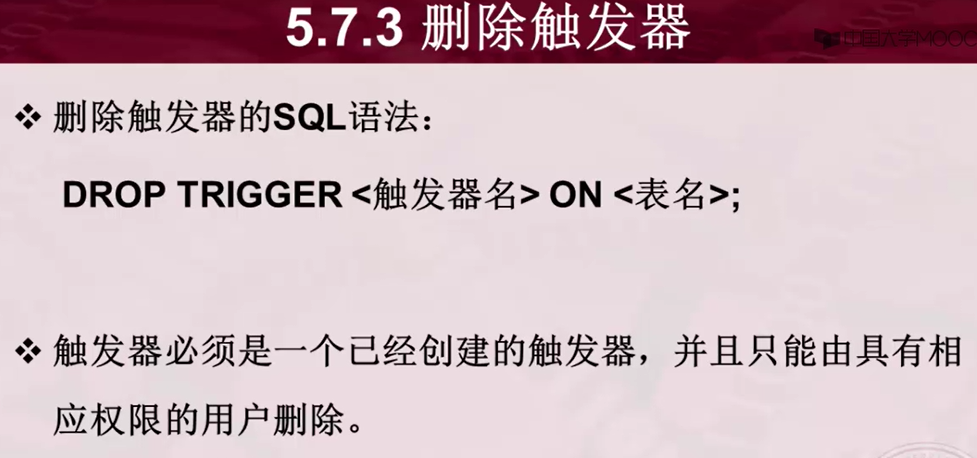 5.7.3 删除触发器
中国大学MOOC
❖ 删除触发器的SQL语法：
DROP TRIGGER <触发器名> ON <表名>;
❖ 触发器必须是一个已经创建的触发器，并且只能由具有相
应权限的用户删除。